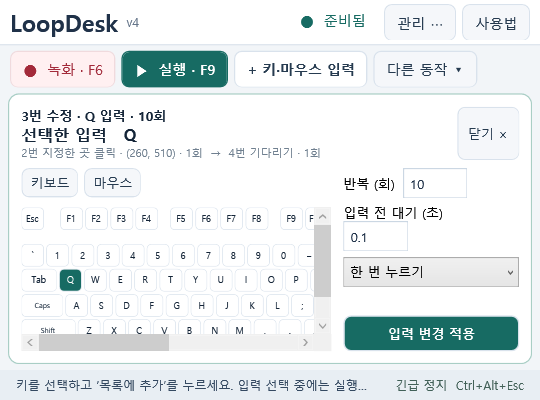 LoopDesk v4
준비됨
관리 ···
사용법
녹화 · F6
실행 · F9
+ 키·마우스 입력
다른 동작 ▾
3번 수정 · Q 입력 · 10회
선택한 입력 Q
2번 지정한 곳 클릭 · (260, 510) · 1회 → 4번 기다리기 · 1회
닫기 ×
키보드
마우스
Esc F1 F2 F3 F4 F5 F6 F7 F8 F9
` 1 2 3 4 5 6 7 8 9 0 –
Tab Q W E R T Y U I O P
Caps A S D F G H J K L ;
Shift Z X C V B N M , . /
반복 (회) 10
입력 전 대기 (초)
0.1
한 번 누르기
입력 변경 적용
키를 선택하고 ‘목록에 추가’를 누르세요. 입력 선택 중에는 실행...
긴급 정지 Ctrl+Alt+Esc